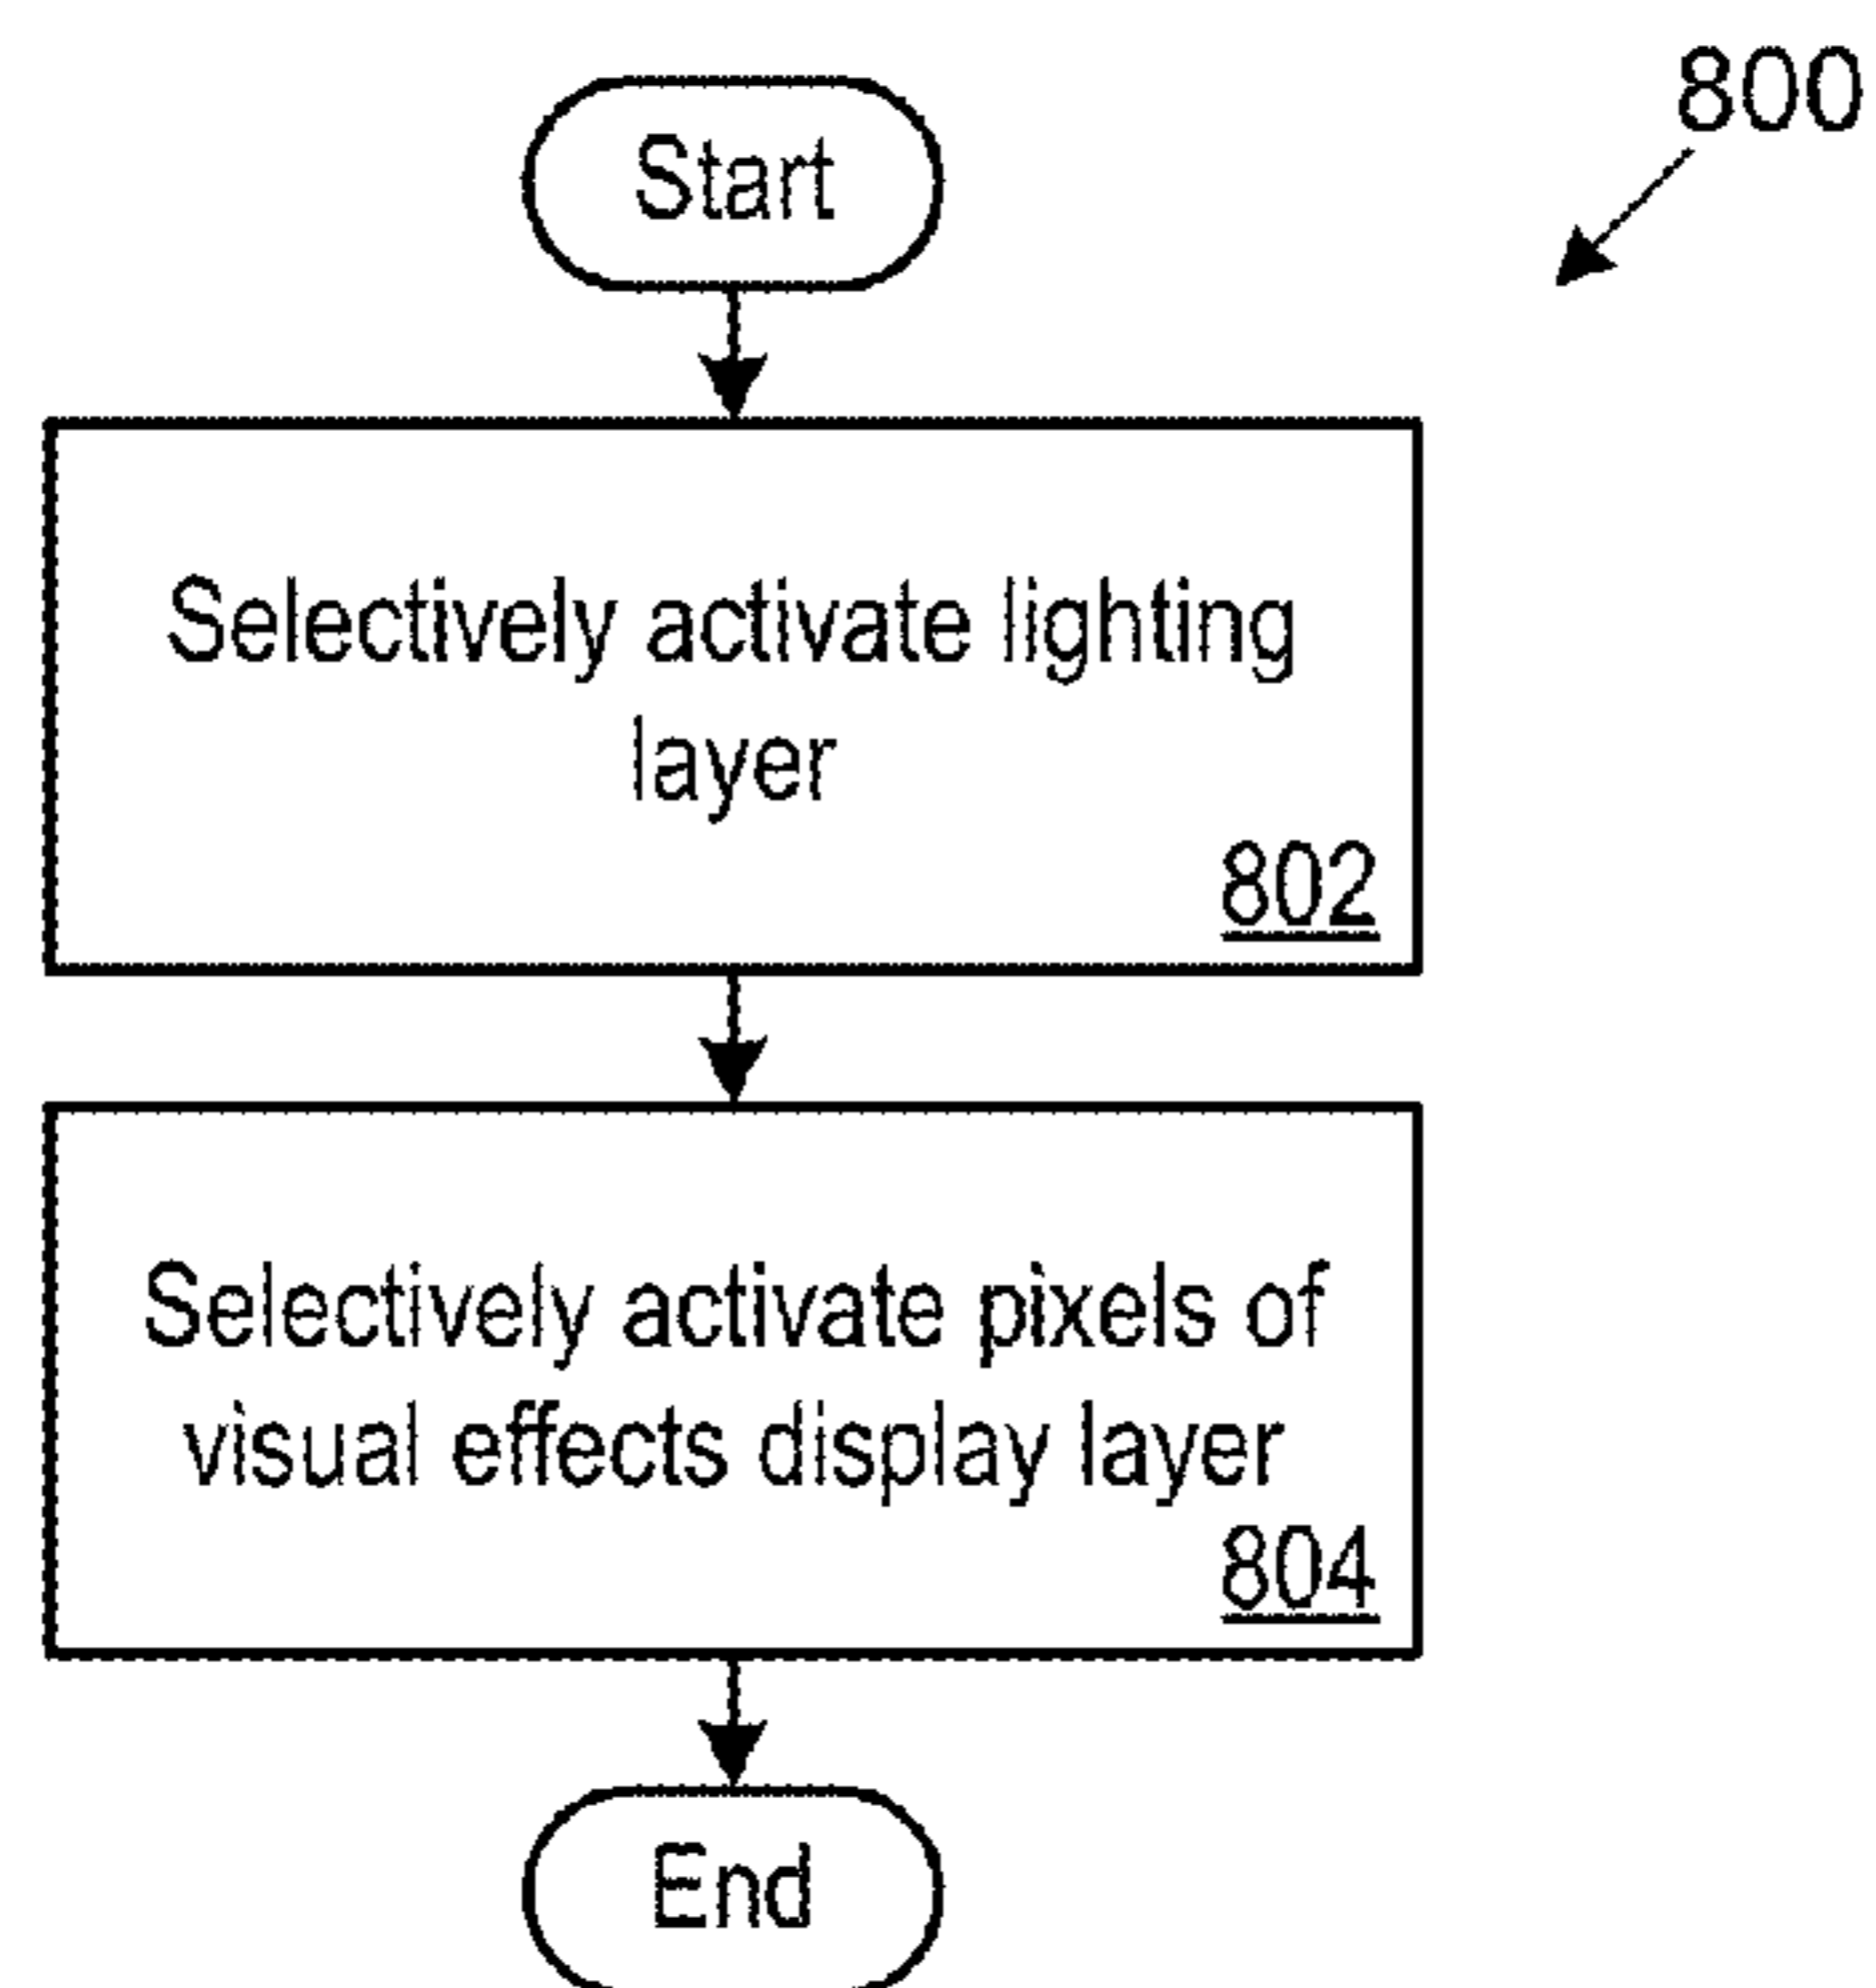 800
Start
Selectively activate lighting
layer
802
Selectively activate pixels of
visual effects display layer
804
End